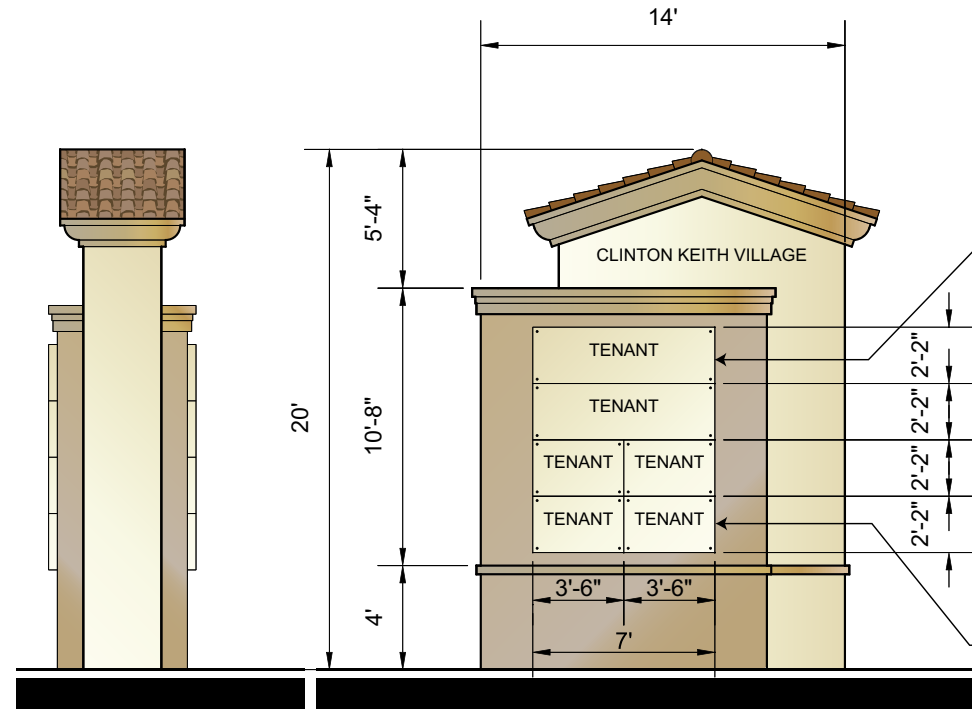 14'
5'-4"
CLINTON KEITH VILLAGE
20'
10'-8"
TENANT
2'-2"
TENANT
2'-2"
TENANT TENANT
2'-2"
TENANT TENANT
2'-2"
4'
3'-6" 3'-6"
7'